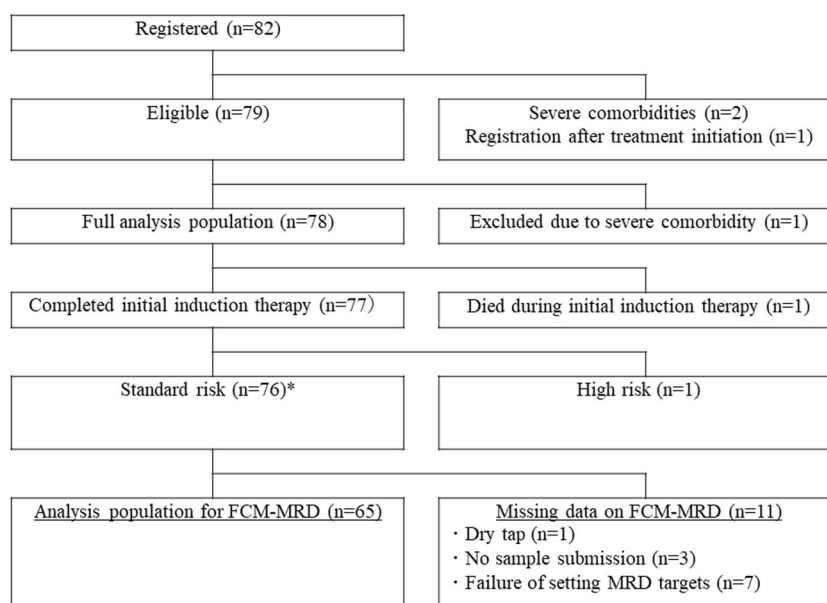 Registered (n=82)
Eligible (n=79)
Severe comorbidities (n=2)
Registration after treatment initiation (n=1)
Full analysis population (n=78)
Excluded due to severe comorbidity (n=1)
Completed initial induction therapy (n=77）
Died during initial induction therapy (n=1)
Standard risk (n=76)*
High risk (n=1)
Analysis population for FCM-MRD (n=65)
Missing data on FCM-MRD (n=11)
・Dry tap (n=1)
・No sample submission (n=3)
・Failure of setting MRD targets (n=7)